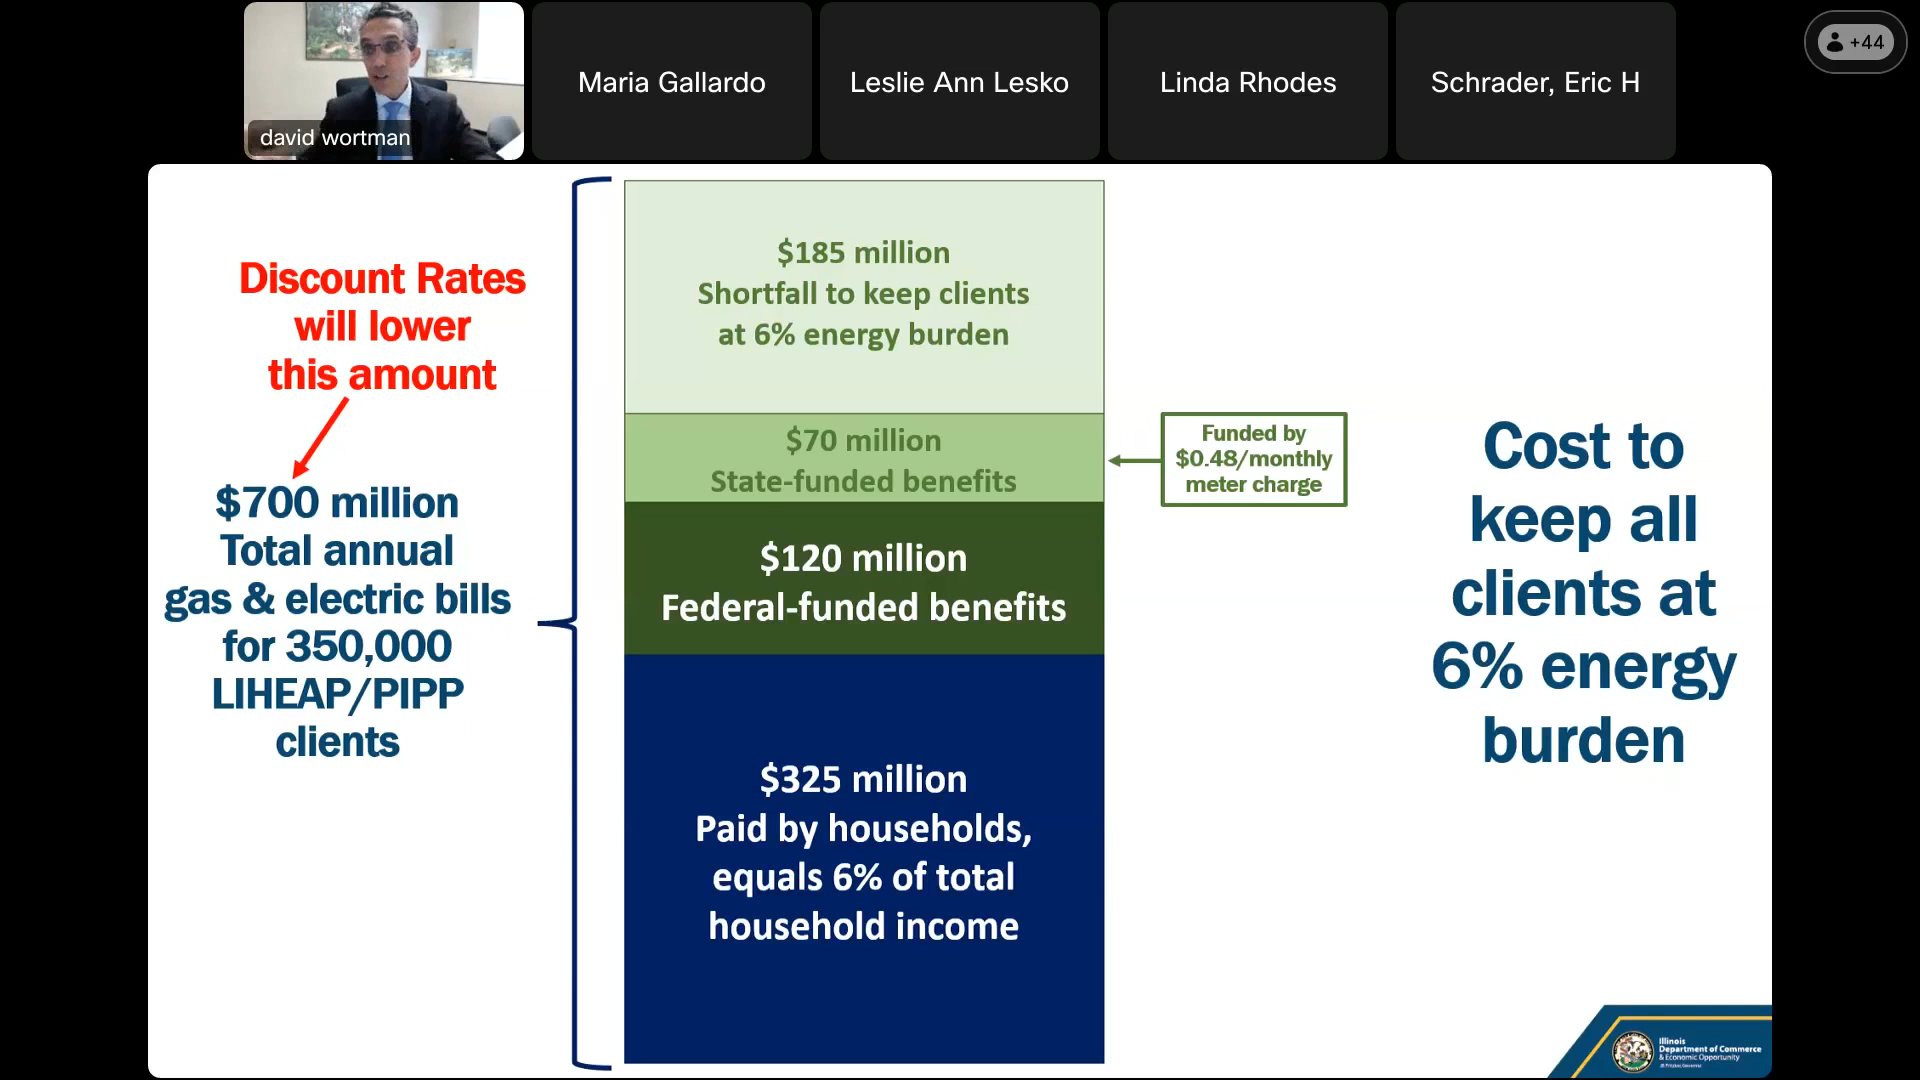 david wortman
Maria Gallardo
Leslie Ann Lesko
Linda Rhodes
Schrader, Eric H
+44
Discount Rates
will lower
this amount
$700 million
Total annual
gas & electric bills
for 350,000
LIHEAP/PIPP
clients
$185 million
Shortfall to keep clients
at 6% energy burden
$70 million
State-funded benefits
$120 million
Federal-funded benefits
$325 million
Paid by households,
equals 6% of total
household income
Funded by
$0.48/monthly
meter charge
Cost to
keep all
clients at
6% energy
burden
Illinois
Department of Commerce
& Economic Opportunity
JB Pritzker, Governor